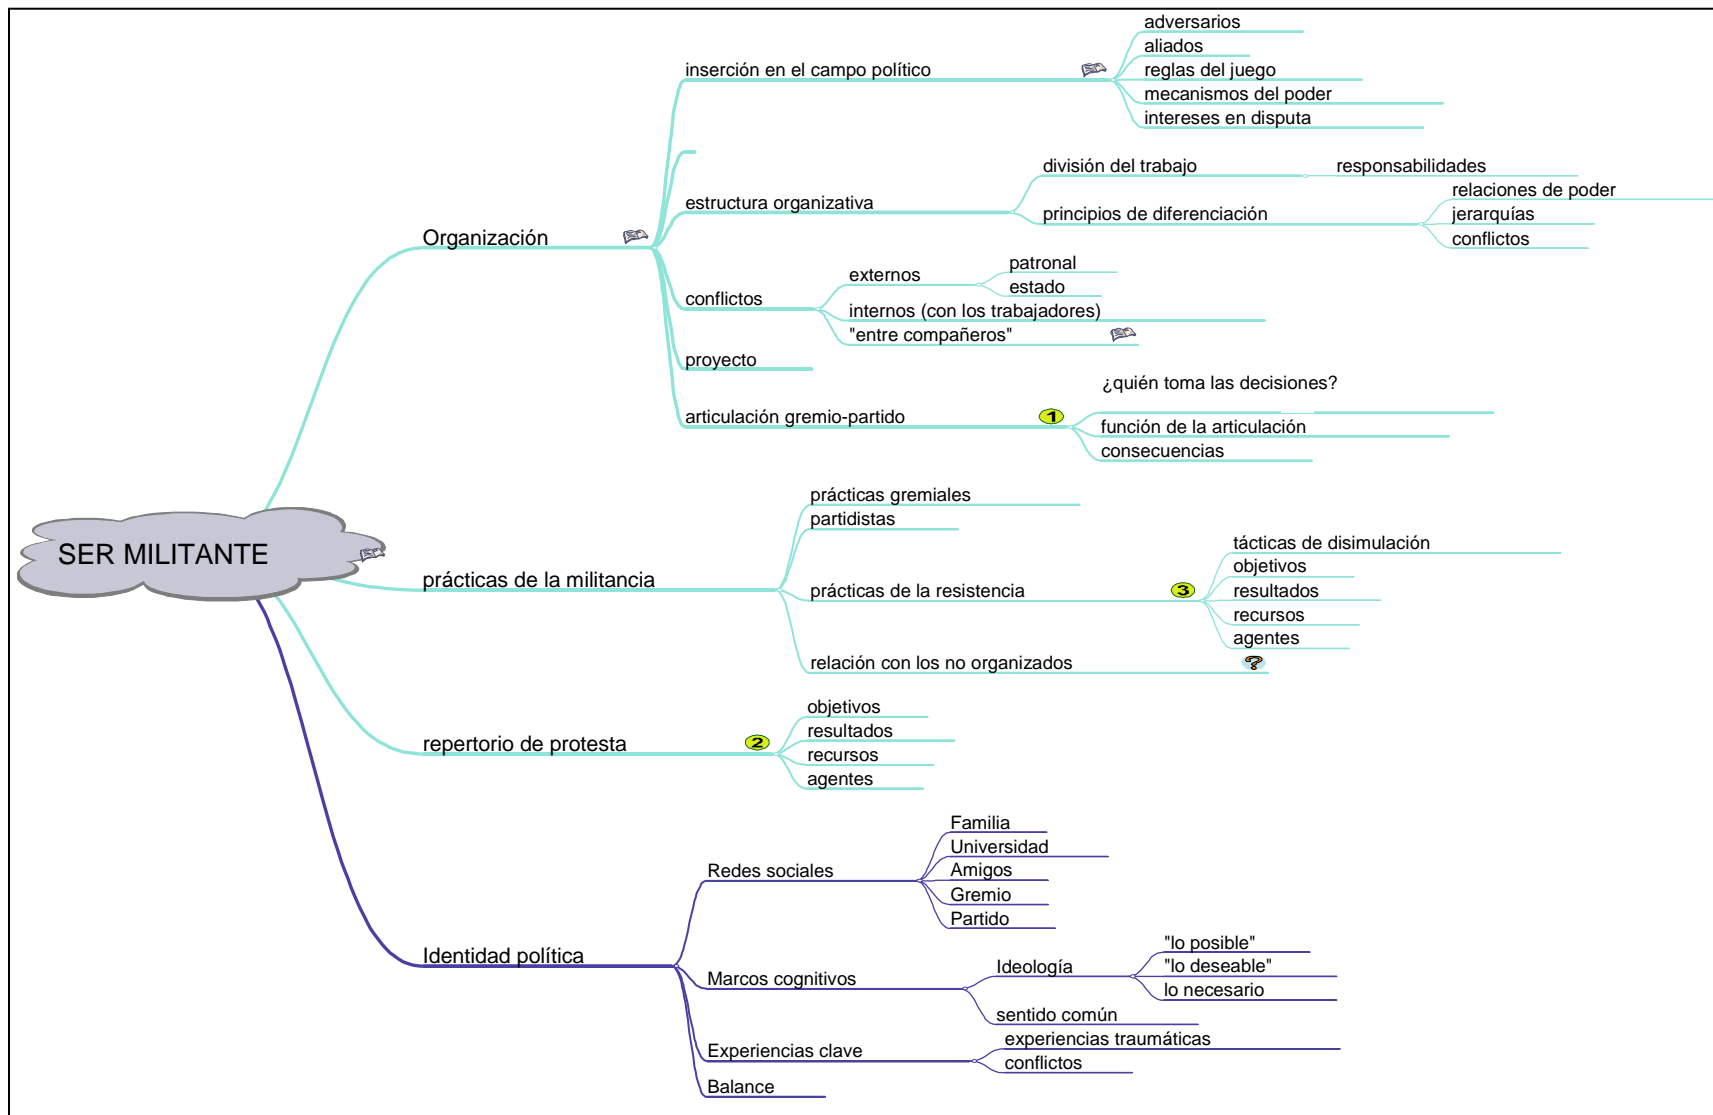 SER MILITANTE
Organización
inserción en el campo político
adversarios
aliados
reglas del juego
mecanismos del poder
intereses en disputa
estructura organizativa
división del trabajo
responsabilidades
principios de diferenciación
relaciones de poder
jerarquías
conflictos
conflictos
externos
patronal
estado
internos (con los trabajadores)
"entre compañeros"
proyecto
articulación gremio-partido
1
¿quién toma las decisiones?
función de la articulación
consecuencias
prácticas de la militancia
prácticas gremiales
partidistas
prácticas de la resistencia
3
tácticas de disimulación
objetivos
resultados
recursos
agentes
relación con los no organizados
?
repertorio de protesta
2
objetivos
resultados
recursos
agentes
Identidad política
Redes sociales
Familia
Universidad
Amigos
Gremio
Partido
Marcos cognitivos
Ideología
"lo posible"
"lo deseable"
lo necesario
sentido común
Experiencias clave
experiencias traumáticas
conflictos
Balance